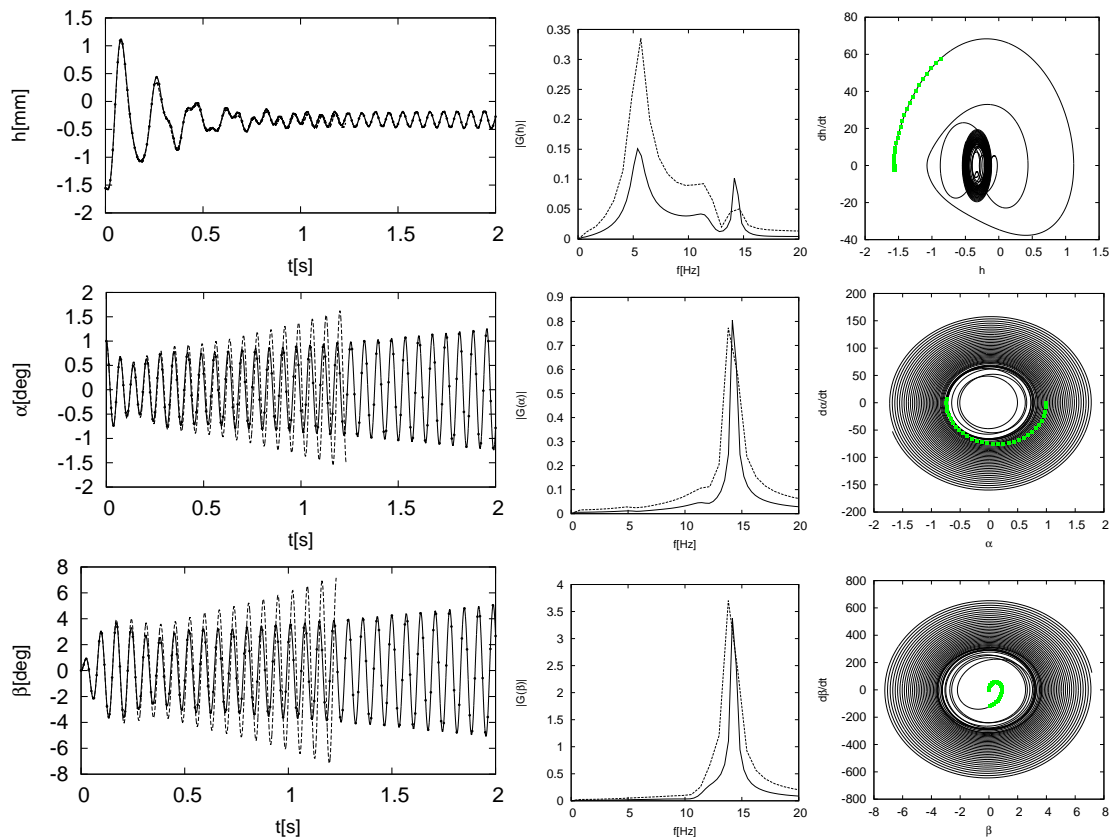 1.5
1
0.5
0
-0.5
-1
-1.5
-2
h[mm]
0 0.5 1 1.5 2
t[s]
0.35
0.3
0.25
0.2
0.15
0.1
0.05
0
|G(h)|
0 5 10 15 20
f[Hz]
80
60
40
20
0
-20
-40
dh/dt
-2 -1.5 -1 -0.5 0 0.5 1 1.5
h
2
1.5
1
0.5
0
-0.5
-1
-1.5
-2
α[deg]
0 0.5 1 1.5 2
t[s]
0.9
0.8
0.7
0.6
0.5
0.4
0.3
0.2
0.1
0
|G(α)|
0 5 10 15 20
f[Hz]
200
150
100
50
0
-50
-100
-150
-200
dα/dt
-2 -1.5 -1 -0.5 0 0.5 1 1.5 2
α
8
6
4
2
0
-2
-4
-6
-8
β[deg]
0 0.5 1 1.5 2
t[s]
4
3.5
3
2.5
2
1.5
1
0.5
0
|G(β)|
0 5 10 15 20
f[Hz]
800
600
400
200
0
-200
-400
-600
-800
dβ/dt
-8 -6 -4 -2 0 2 4 6 8
β